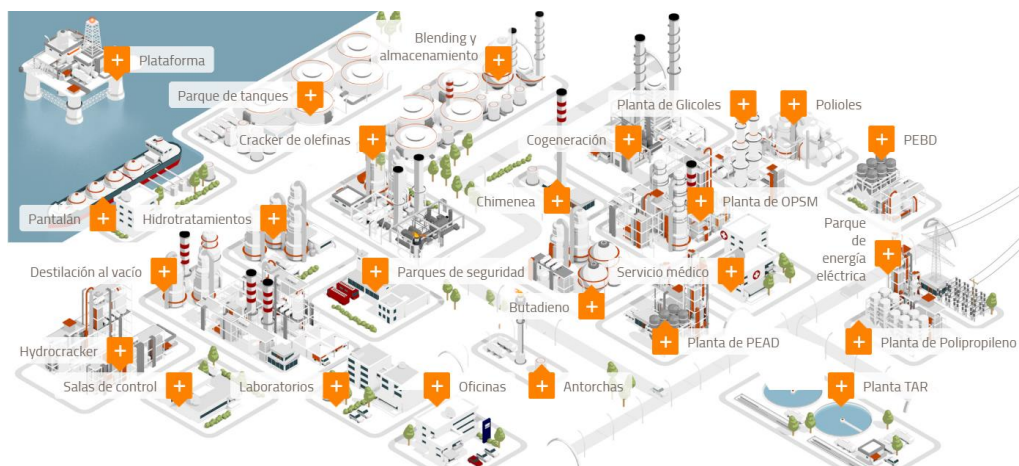 Blending y
almacenamiento
Plataforma
Parque de tanques
Planta de Glicoles
Polioles
Cracker de olefinas
Cogeneración
PEBD
Chimenea
Planta de OPSM
Pantalán
Hidrotratamientos
Parque
de
energía
eléctrica
Destilación al vacío
Parques de seguridad
Servicio médico
Butadieno
Hydrocracker
Planta de PEAD
Planta de Polipropileno
Salas de control
Laboratorios
Oficinas
Antorchas
Planta TAR